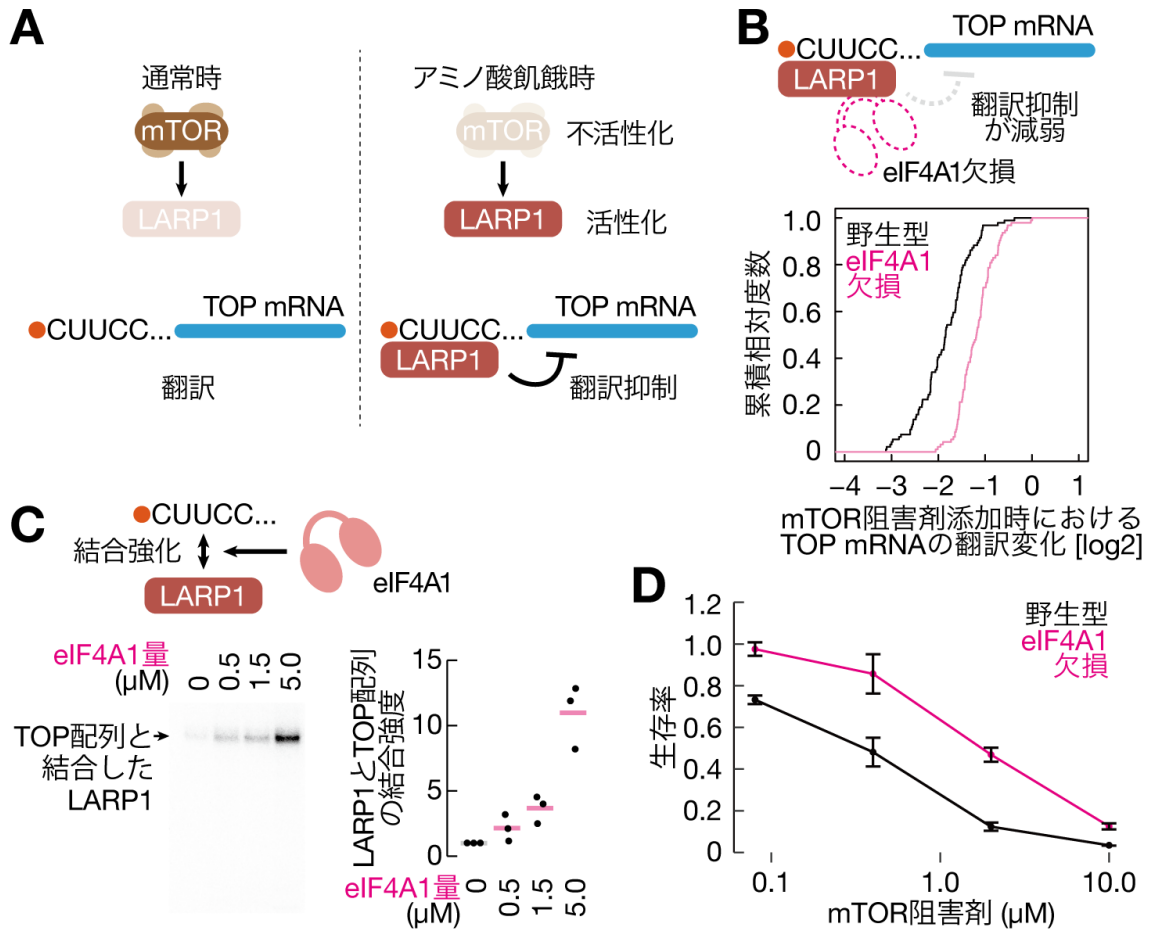 A
通常時
mTOR
LARP1
TOP mRNA
CUUCC...
翻訳
アミノ酸飢餓時
mTOR
不活性化
LARP1
活性化
TOP mRNA
CUUCC...
LARP1
翻訳抑制
B
TOP mRNA
CUUCC...
LARP1
翻訳抑制
が減弱
eIF4A1欠損
野生型
eIF4A1
欠損
累積相対度数
1.0
0.8
0.6
0.4
0.2
0
−4 −3 −2 −1 0 1
mTOR阻害剤添加時における
TOP mRNAの翻訳変化 [log2]
C
CUUCC...
結合強化
LARP1
eIF4A1
eIF4A1量
(μM)
0 0.5 1.5 5.0
TOP配列と
結合した
LARP1
LARP1とTOP配列
の結合強度
15
10
5
0
eIF4A1量
(μM)
0 0.5 1.5 5.0
D
野生型
eIF4A1
欠損
生存率
1.2
1.0
0.8
0.6
0.4
0.2
0
0.1 1.0 10.0
mTOR阻害剤 (μM)